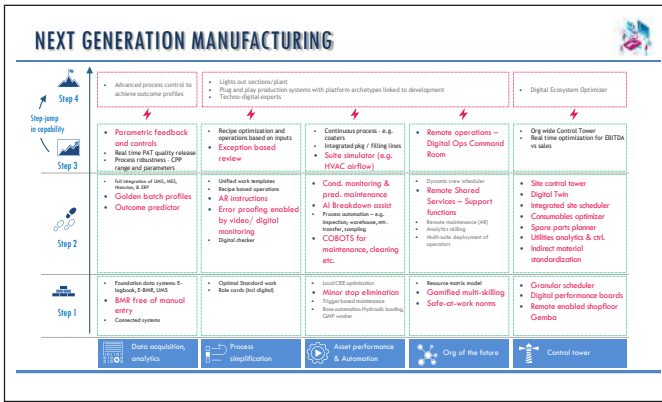 NEXT GENERATION MANUFACTURING
Step 4
Advanced process control to
achieve outcome profiles
Lights out sections/plant
Plug and play production systems with platform archetypes linked to development
Techno-digital experts
Digital Ecosystem Optimizer
Step-jump
in capability
Step 3
Parametric feedback
and controls
Real time PAT quality release
Process robustness - CPP
range and parameters
Recipe optimization and
operations based on inputs
Exception based
review
Continuous process - e.g.
coaters
Integrated pkg / filling lines
Suite simulator (e.g.
HVAC airflow)
Remote operations –
Digital Ops Command
Room
Org wide Control Tower
Real time optimization for EBITDA
vs sales
Step 2
Full integration of LIMS, MES,
Historian, & ERP
Golden batch profiles
Outcome predictor
Unified work templates
Recipe based operations
AR instructions
Error proofing enabled
by video/ digital
monitoring
Digital checker
Cond. monitoring &
pred. maintenance
AI Breakdown assist
Process automation – e.g.
inspection; warehouse, mtr.
transfer, sampling
COBOTS for
maintenance, cleaning
etc.
Dynamic crew scheduler
Remote Shared
Services – Support
functions
Remote maintenance (AR)
Analytics skilling
Multi-suite deployment of
operators
Site control tower
Digital Twin
Integrated site scheduler
Consumables optimizer
Spare parts planner
Utilities analytics & ctrl.
Indirect material
standardization
Step 1
Foundation data systems: E-
logbook, E-BMR, LIMS
BMR free of manual
entry
Connected systems
Optimal Standard work
Role cards (incl digital)
Local OEE optimization
Minor stop elimination
Trigger based maintenance
Base automation: Hydraulic loading,
GMP washer
Resource matrix model
Gamified multi-skilling
Safe-at-work norms
Granular scheduler
Digital performance boards
Remote enabled shopfloor
Gemba
Data acquisition,
analytics
Process
simplification
Asset performance
& Automation
Org of the future
Control tower